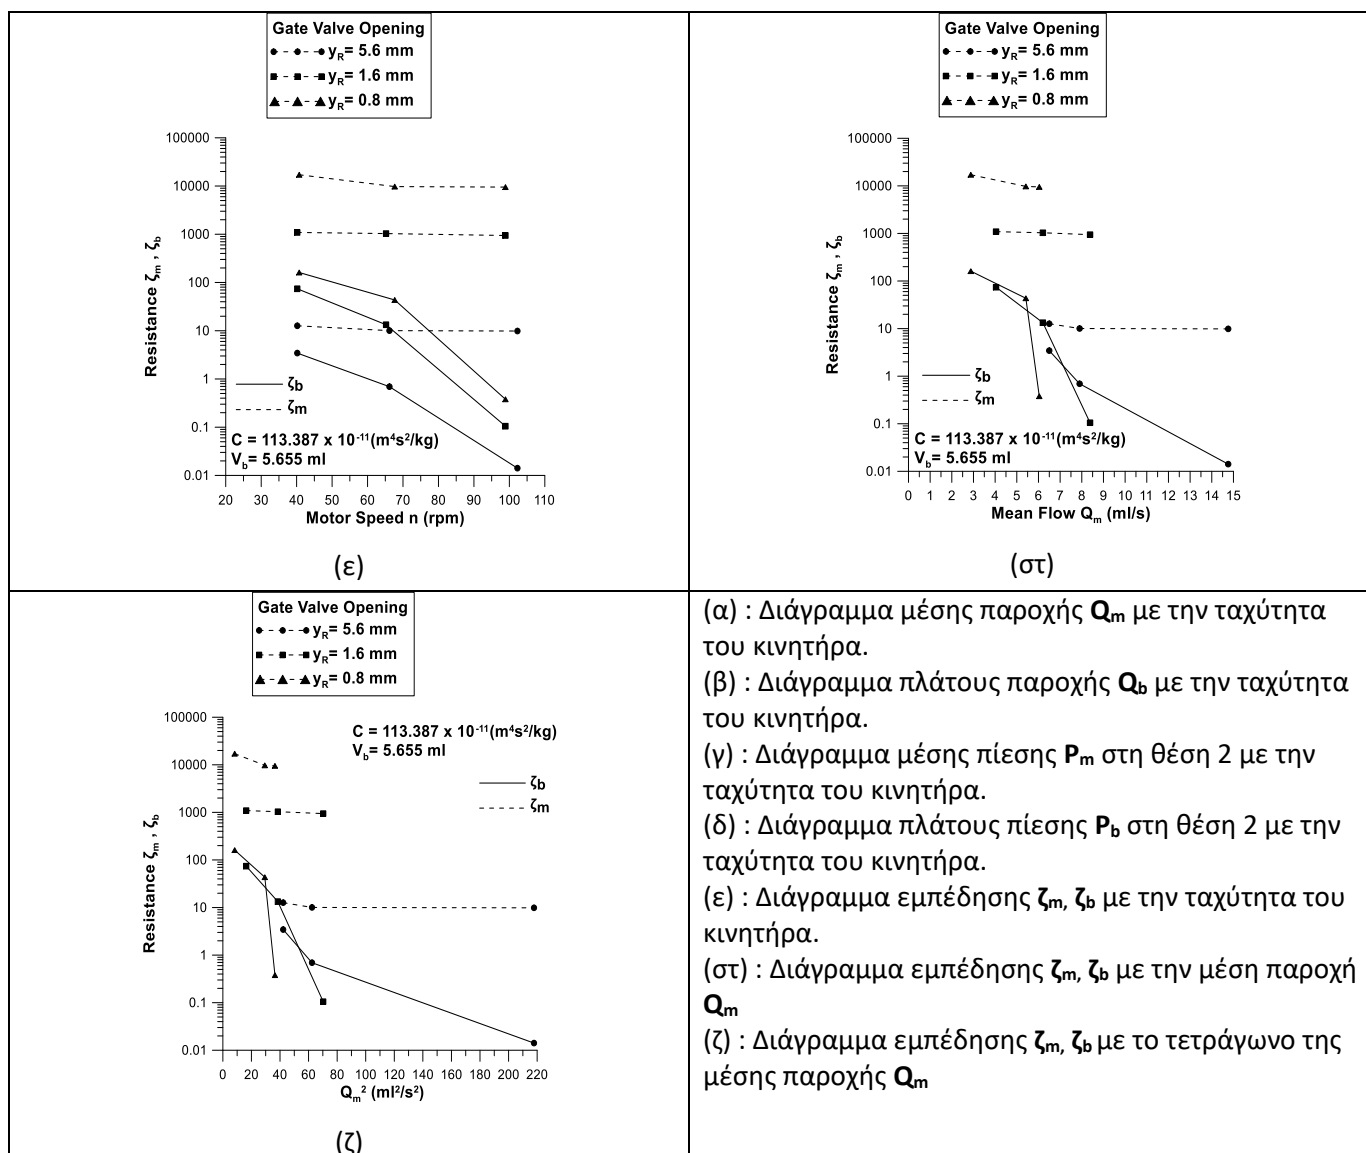 Gate Valve Opening
y_R= 5.6 mm
y_R= 1.6 mm
y_R= 0.8 mm
100000
10000
1000
100
10
1
0.1
0.01
Resistance ζ_m , ζ_b
ζb
ζm
C = 113.387 x 10⁻¹¹(m⁴s²/kg)
V_b= 5.655 ml
20 30 40 50 60 70 80 90 100 110
Motor Speed n (rpm)
(ε)
Gate Valve Opening
y_R= 5.6 mm
y_R= 1.6 mm
y_R= 0.8 mm
100000
10000
1000
100
10
1
0.1
0.01
Resistance ζ_m , ζ_b
ζb
ζm
C = 113.387 x 10⁻¹¹(m⁴s²/kg)
V_b= 5.655 ml
0 1 2 3 4 5 6 7 8 9 10 11 12 13 14 15
Mean Flow Q_m (ml/s)
(στ)
Gate Valve Opening
y_R= 5.6 mm
y_R= 1.6 mm
y_R= 0.8 mm
C = 113.387 x 10⁻¹¹(m⁴s²/kg)
V_b= 5.655 ml
100000
10000
1000
100
10
1
0.1
0.01
Resistance ζ_m , ζ_b
ζb
ζm
0 20 40 60 80 100 120 140 160 180 200 220
Q_m² (ml²/s²)
(ζ)
(α) : Διάγραμμα μέσης παροχής Q_m με την ταχύτητα
του κινητήρα.
(β) : Διάγραμμα πλάτους παροχής Q_b με την ταχύτητα
του κινητήρα.
(γ) : Διάγραμμα μέσης πίεσης P_m στη θέση 2 με την
ταχύτητα του κινητήρα.
(δ) : Διάγραμμα πλάτους πίεσης P_b στη θέση 2 με την
ταχύτητα του κινητήρα.
(ε) : Διάγραμμα εμπέδησης ζ_m, ζ_b με την ταχύτητα του
κινητήρα.
(στ) : Διάγραμμα εμπέδησης ζ_m, ζ_b με την μέση παροχή
Q_m
(ζ) : Διάγραμμα εμπέδησης ζ_m, ζ_b με το τετράγωνο της
μέσης παροχής Q_m